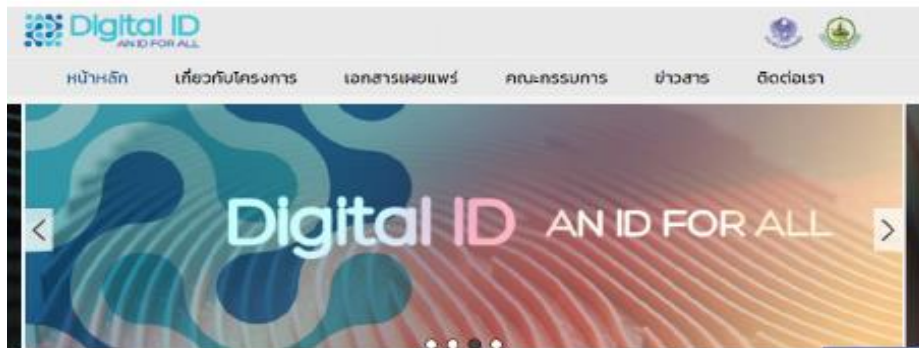 Digital ID
AN ID FOR ALL
หน้าหลัก เกี่ยวกับโครงการ เอกสารเผยแพร่ คณะกรรมการ ข่าวสาร ติดต่อเรา
Digital ID AN ID FOR ALL